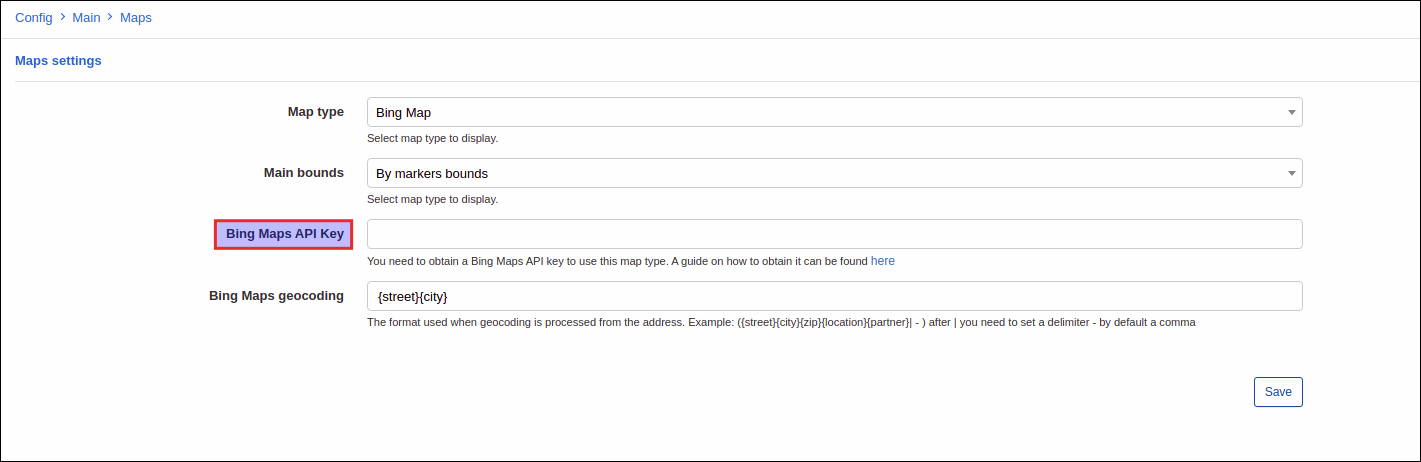 Config > Main > Maps
Maps settings
Map type
Bing Map
Select map type to display.
Main bounds
By markers bounds
Select map type to display.
Bing Maps API Key
You need to obtain a Bing Maps API key to use this map type. A guide on how to obtain it can be found here
Bing Maps geocoding
{street}{city}
The format used when geocoding is processed from the address. Example: ({street}{city}{zip}{location}{partner}| - ) after | you need to set a delimiter - by default a comma
Save